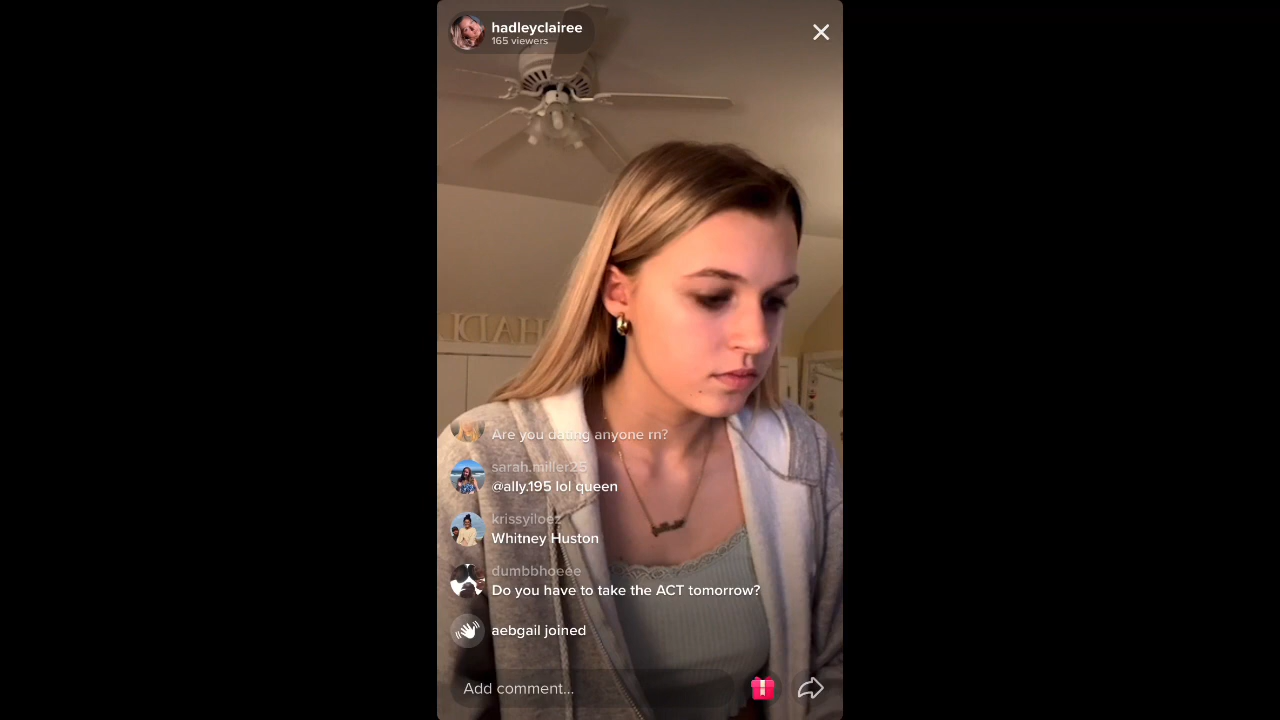 hadleyclairee
165 viewers
Are you dating anyone rn?
sarah.miller25
@ally.195 lol queen
krissyiloez
Whitney Huston
dumbbhoeee
Do you have to take the ACT tomorrow?
aebgail joined
Add comment...